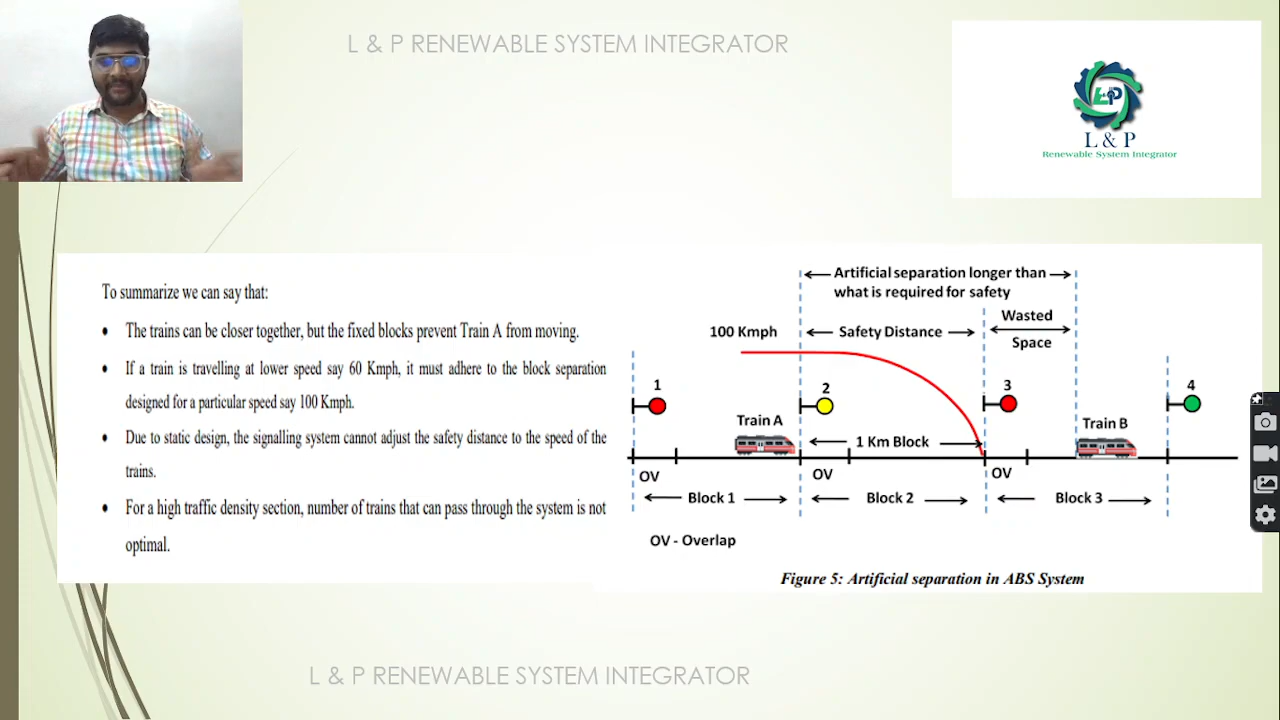 L & P RENEWABLE SYSTEM INTEGRATOR
L&P
L & P
Renewable System Integrator
To summarize we can say that:
• The trains can be closer together, but the fixed blocks prevent Train A from moving.
• If a train is travelling at lower speed say 60 Kmph, it must adhere to the block separation
designed for a particular speed say 100 Kmph.
• Due to static design, the signalling system cannot adjust the safety distance to the speed of the
trains.
• For a high traffic density section, number of trains that can pass through the system is not
optimal.
Artificial separation longer than
what is required for safety
100 Kmph
Safety Distance
Wasted
Space
1
2
3
4
Train A
1 Km Block
Train B
OV
OV
OV
Block 1
Block 2
Block 3
OV - Overlap
Figure 5: Artificial separation in ABS System
L & P RENEWABLE SYSTEM INTEGRATOR